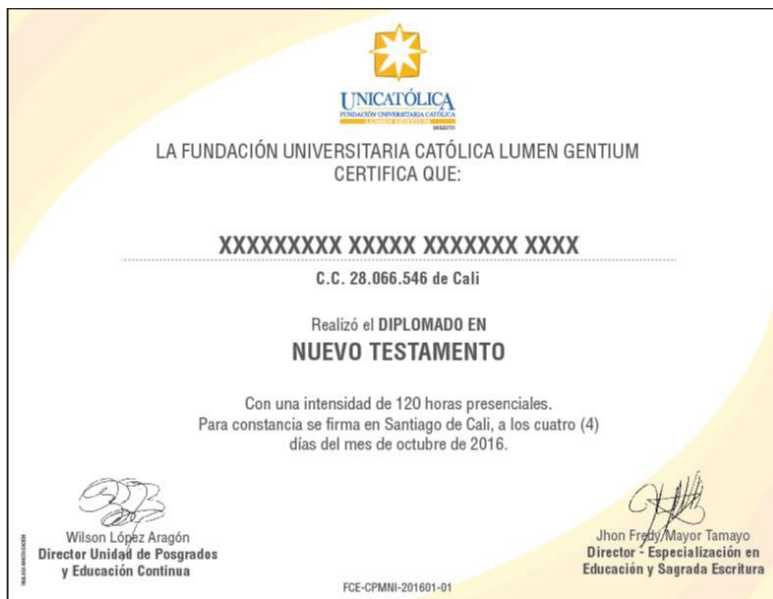 UNICATÓLICA
FUNDACIÓN UNIVERSITARIA CATÓLICA
LUMEN GENTIUM
LA FUNDACIÓN UNIVERSITARIA CATÓLICA LUMEN GENTIUM
CERTIFICA QUE:
XXXXXXXXX XXXXX XXXXXXX XXXX
C.C. 28.066.546 de Cali
Realizó el DIPLOMADO EN
NUEVO TESTAMENTO
Con una intensidad de 120 horas presenciales.
Para constancia se firma en Santiago de Cali, a los cuatro (4)
días del mes de octubre de 2016.
Wilson López Aragón
Director Unidad de Posgrados
y Educación Continua
Jhon Fredy Mayor Tamayo
Director - Especialización en
Educación y Sagrada Escritura
FCE-CPMNI-201601-01